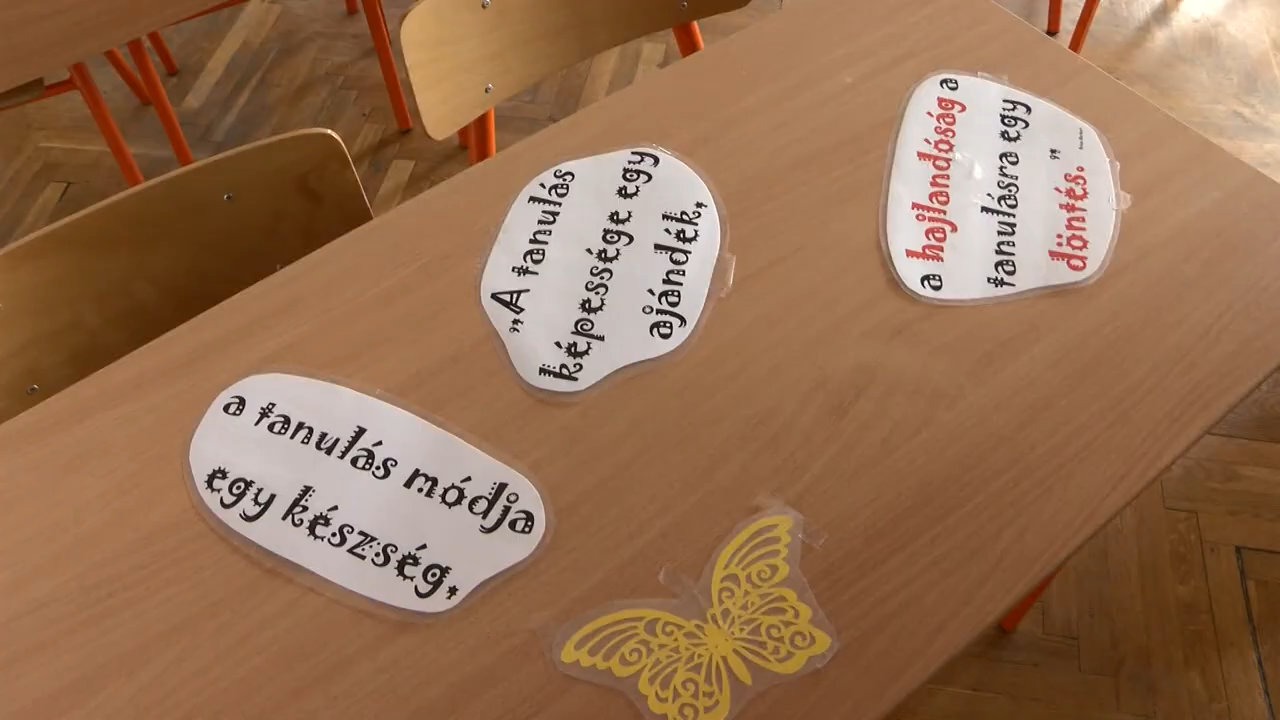 „A tanulás
képessége egy
ajándék,
a tanulás módja
egy készség,
a hajlandóság a
tanulásra egy
döntés.”